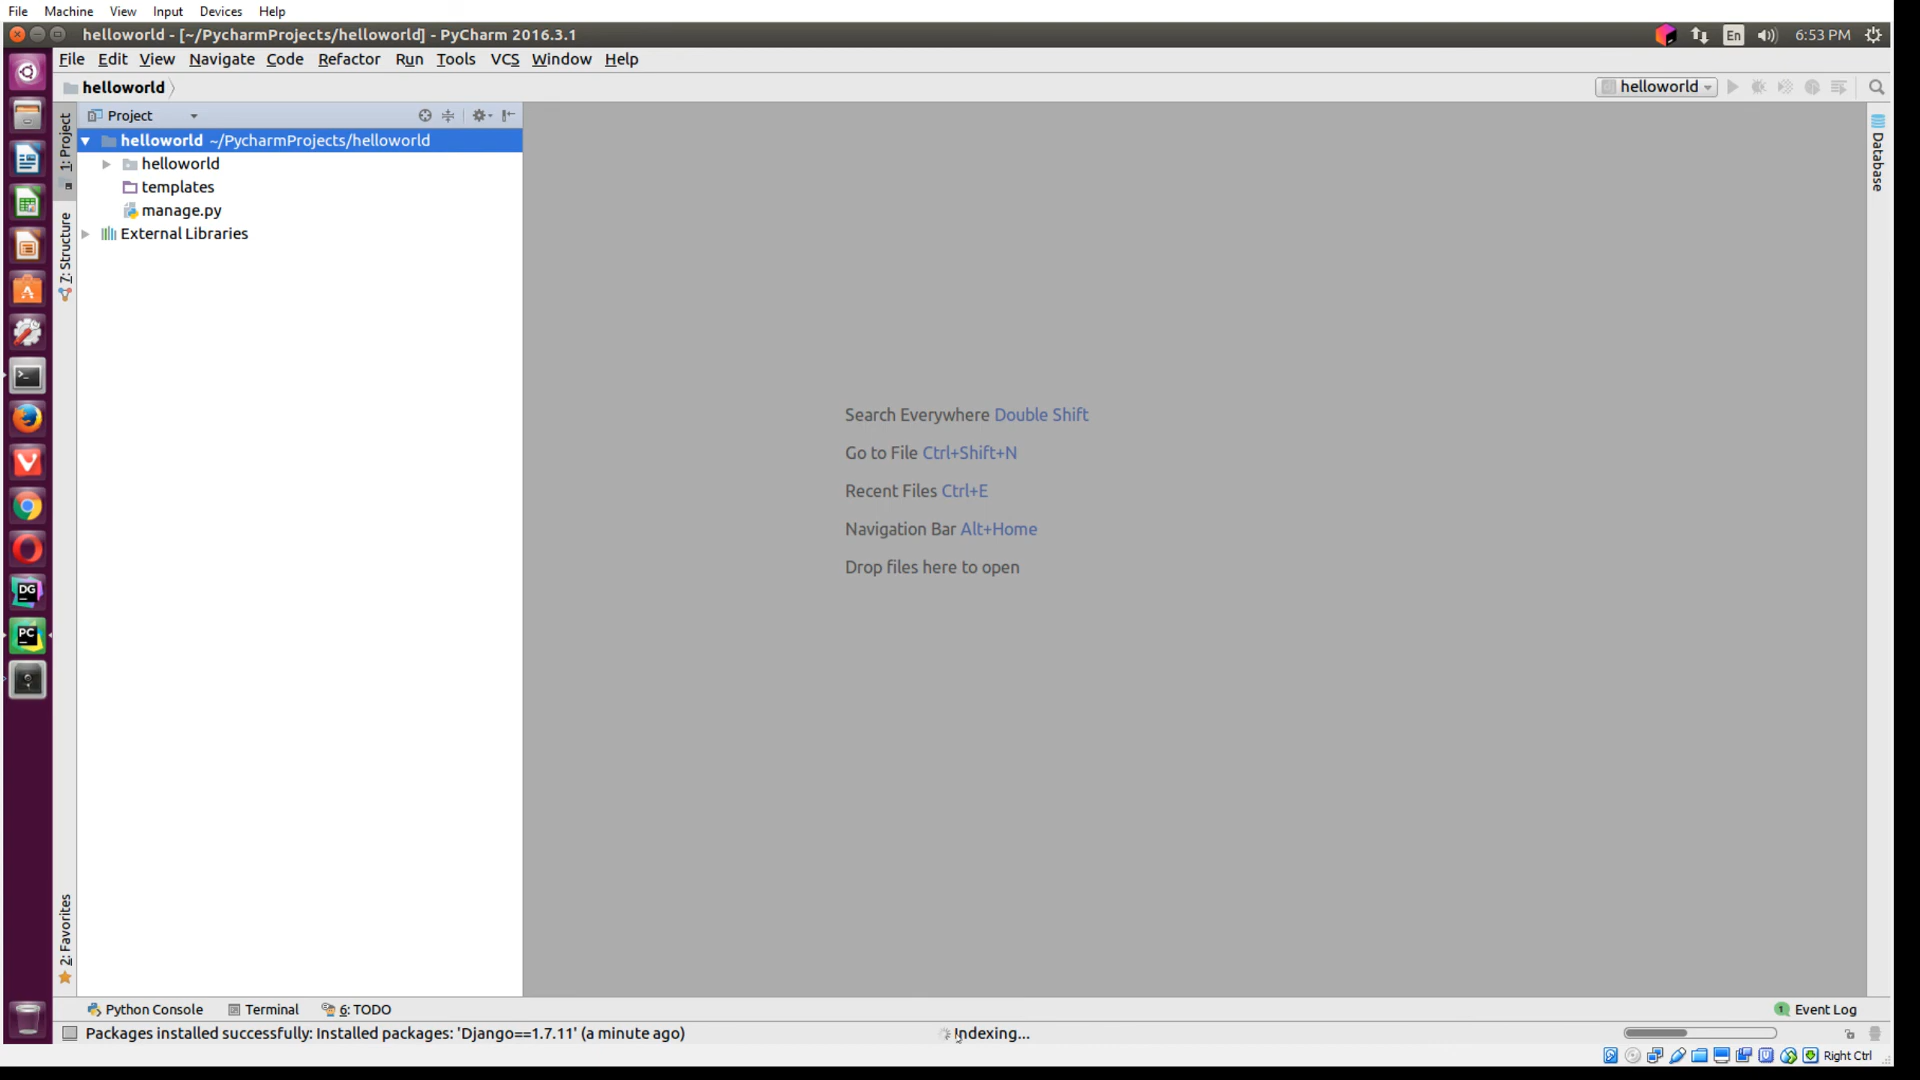 File Machine View Input Devices Help
helloworld - [~/PycharmProjects/helloworld] - PyCharm 2016.3.1
En 6:53 PM
File Edit View Navigate Code Refactor Run Tools VCS Window Help
helloworld
helloworld
Project
1: Project
helloworld ~/PycharmProjects/helloworld
helloworld
templates
manage.py
External Libraries
7: Structure
Database
Search Everywhere Double Shift
Go to File Ctrl+Shift+N
Recent Files Ctrl+E
Navigation Bar Alt+Home
Drop files here to open
DG
PC
2: Favorites
Python Console Terminal 6: TODO
1 Event Log
Packages installed successfully: Installed packages: 'Django==1.7.11' (a minute ago)
Indexing...
Right Ctrl